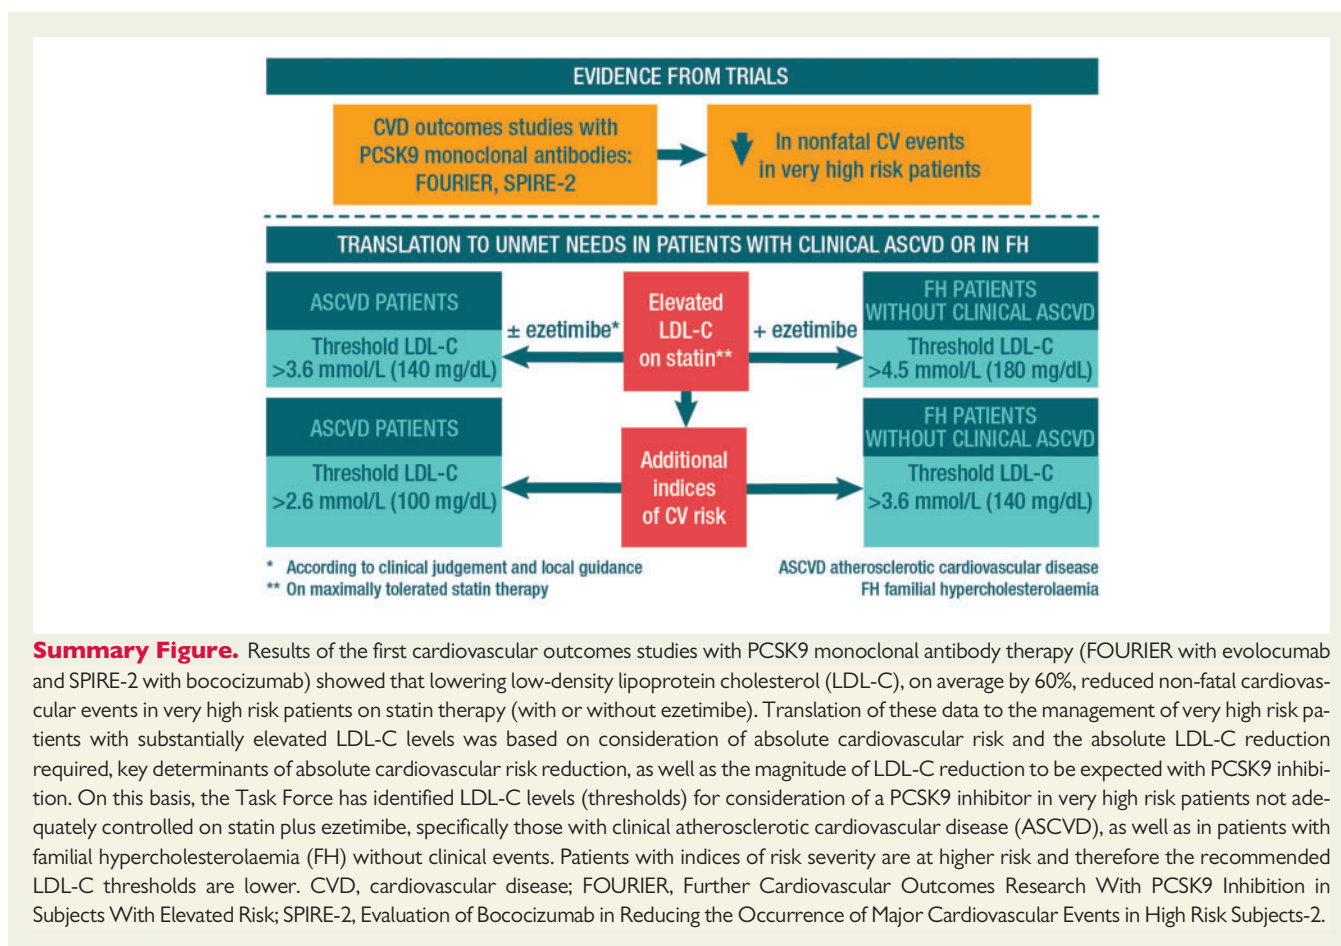 EVIDENCE FROM TRIALS
CVD outcomes studies with
PCSK9 monoclonal antibodies:
FOURIER, SPIRE-2
In nonfatal CV events
in very high risk patients
TRANSLATION TO UNMET NEEDS IN PATIENTS WITH CLINICAL ASCVD OR IN FH
ASCVD PATIENTS
Threshold LDL-C
>3.6 mmol/L (140 mg/dL)
± ezetimibe*
Elevated
LDL-C
on statin**
+ ezetimibe
FH PATIENTS
WITHOUT CLINICAL ASCVD
Threshold LDL-C
>4.5 mmol/L (180 mg/dL)
ASCVD PATIENTS
Threshold LDL-C
>2.6 mmol/L (100 mg/dL)
Additional
indices
of CV risk
FH PATIENTS
WITHOUT CLINICAL ASCVD
Threshold LDL-C
>3.6 mmol/L (140 mg/dL)
* According to clinical judgement and local guidance
** On maximally tolerated statin therapy
ASCVD atherosclerotic cardiovascular disease
FH familial hypercholesterolaemia
Summary Figure. Results of the first cardiovascular outcomes studies with PCSK9 monoclonal antibody therapy (FOURIER with evolocumab
and SPIRE-2 with bococizumab) showed that lowering low-density lipoprotein cholesterol (LDL-C), on average by 60%, reduced non-fatal cardiovas-
cular events in very high risk patients on statin therapy (with or without ezetimibe). Translation of these data to the management of very high risk pa-
tients with substantially elevated LDL-C levels was based on consideration of absolute cardiovascular risk and the absolute LDL-C reduction
required, key determinants of absolute cardiovascular risk reduction, as well as the magnitude of LDL-C reduction to be expected with PCSK9 inhibi-
tion. On this basis, the Task Force has identified LDL-C levels (thresholds) for consideration of a PCSK9 inhibitor in very high risk patients not ade-
quately controlled on statin plus ezetimibe, specifically those with clinical atherosclerotic cardiovascular disease (ASCVD), as well as in patients with
familial hypercholesterolaemia (FH) without clinical events. Patients with indices of risk severity are at higher risk and therefore the recommended
LDL-C thresholds are lower. CVD, cardiovascular disease; FOURIER, Further Cardiovascular Outcomes Research With PCSK9 Inhibition in
Subjects With Elevated Risk; SPIRE-2, Evaluation of Bococizumab in Reducing the Occurrence of Major Cardiovascular Events in High Risk Subjects-2.